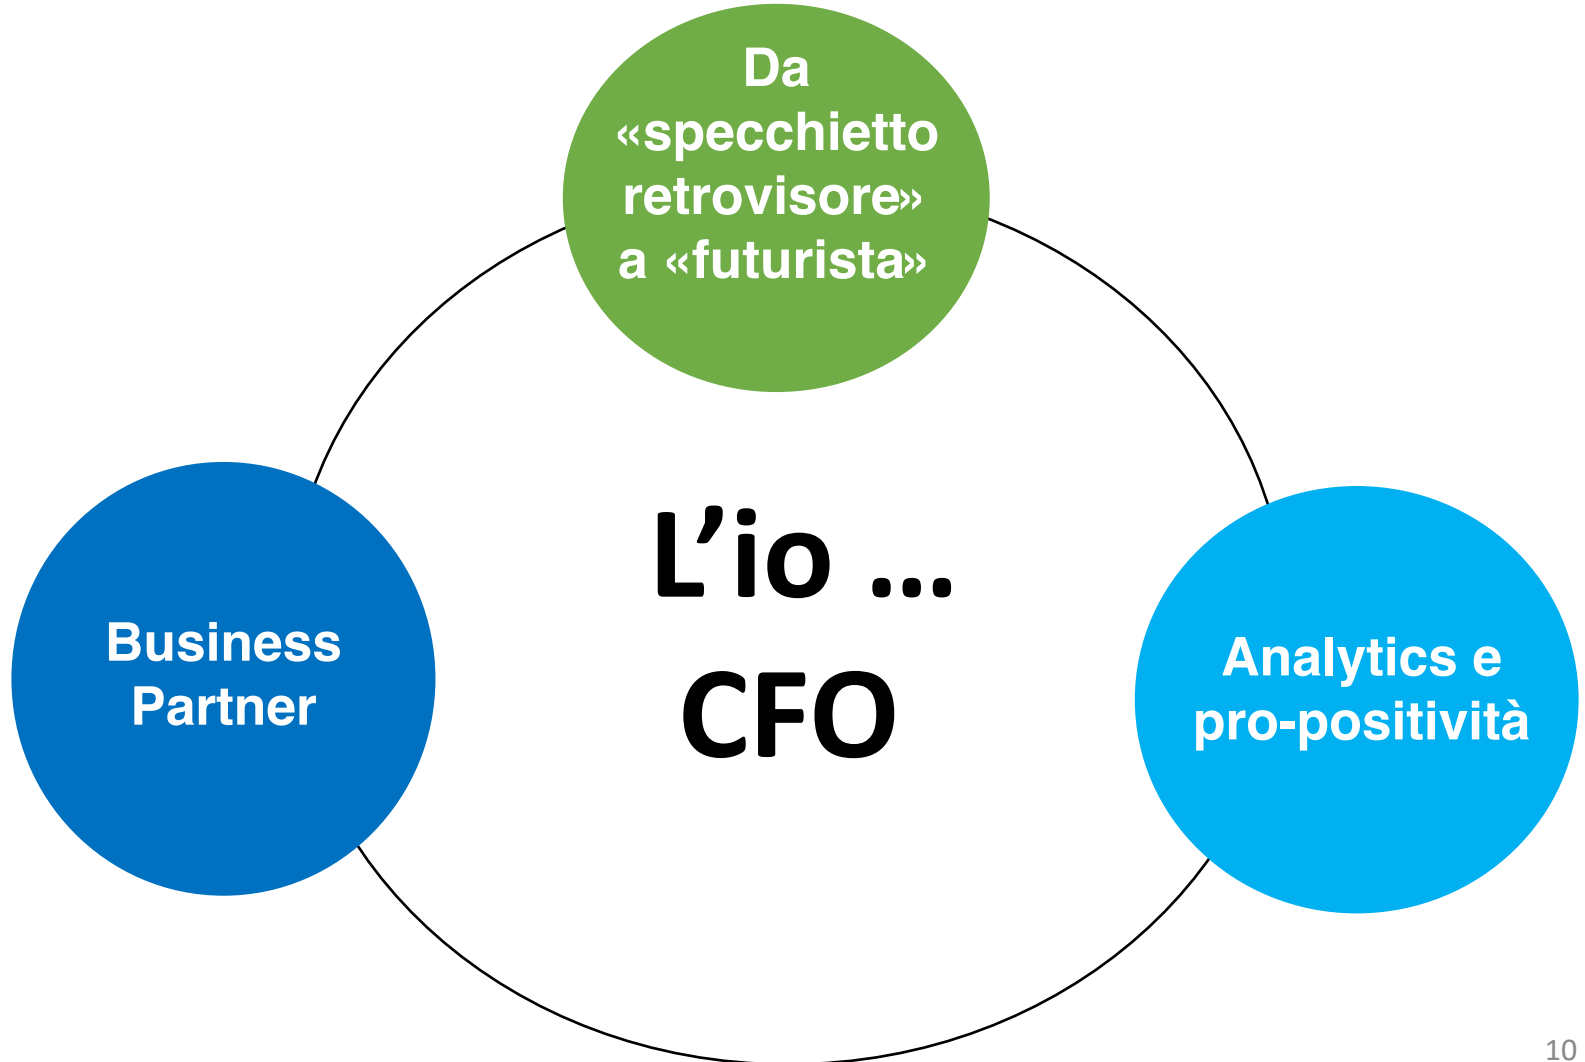 Da
«specchietto
retrovisore»
a «futurista»
L’io ...
CFO
Business
Partner
Analytics e
pro-positività
10